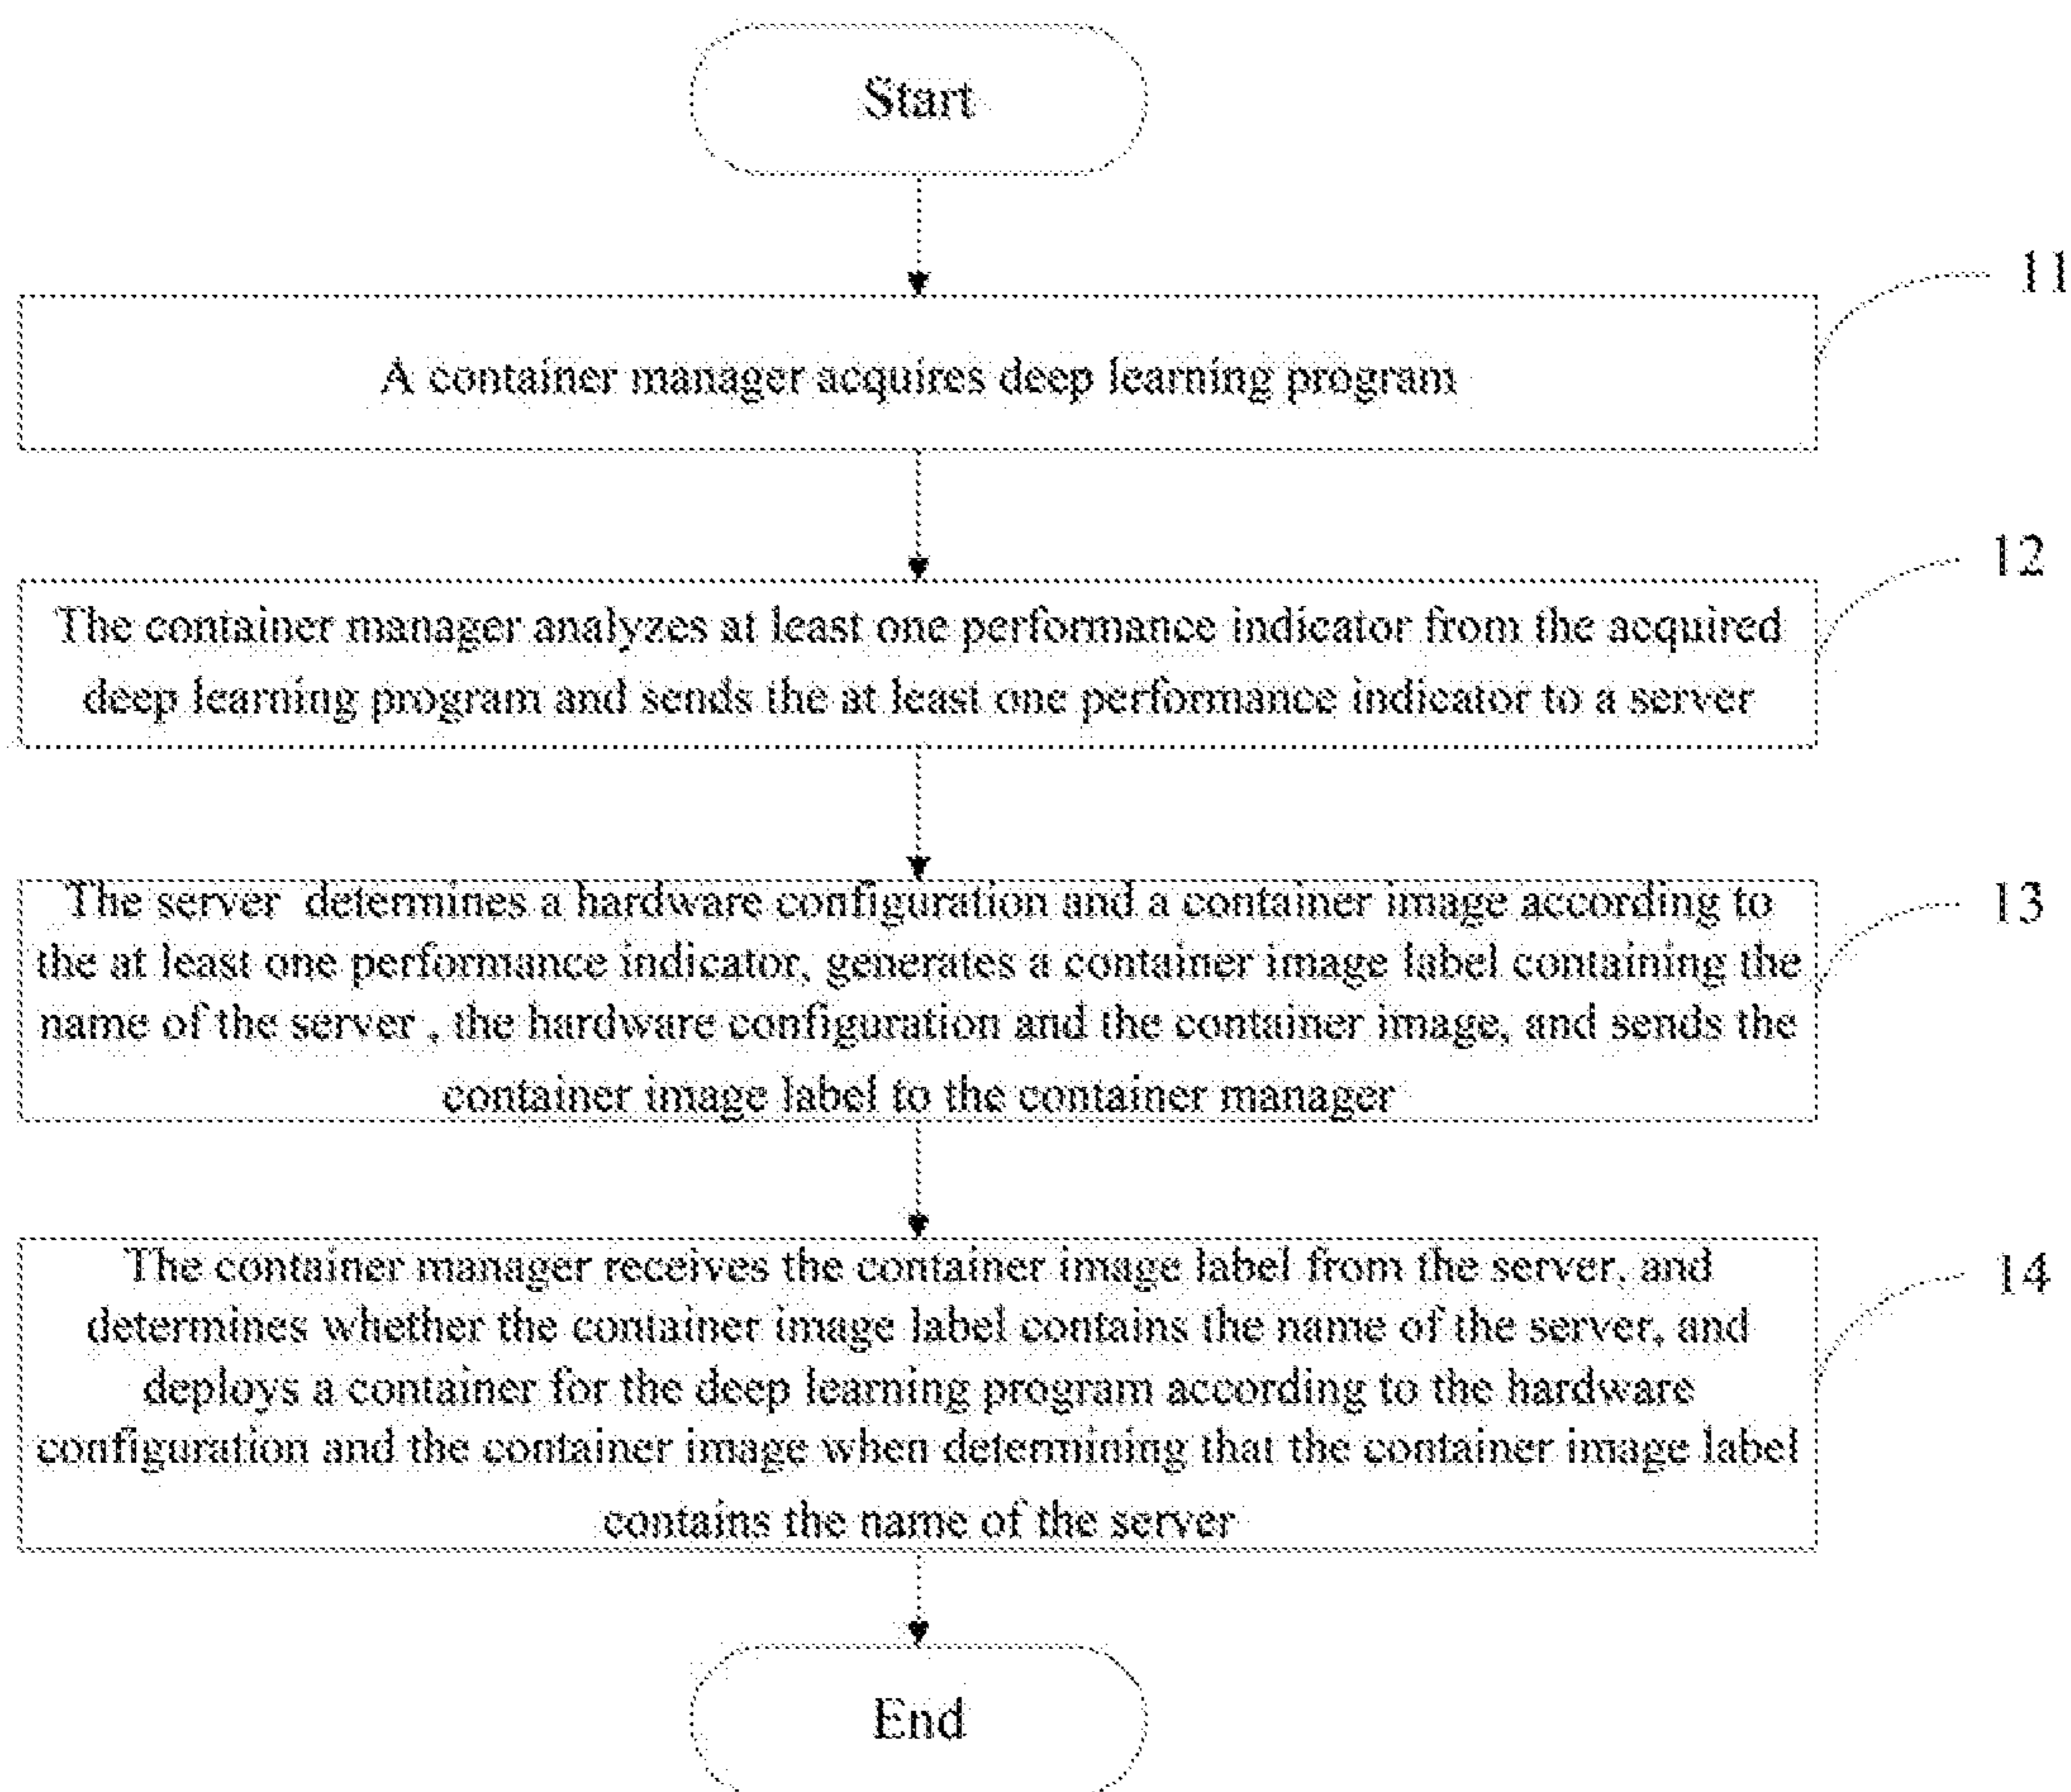 Start
11
A container manager acquires deep learning program
12
The container manager analyzes at least one performance indicator from the acquired
deep learning program and sends the at least one performance indicator to a server
13
The server determines a hardware configuration and a container image according to
the at least one performance indicator, generates a container image label containing the
name of the server , the hardware configuration and the container image, and sends the
container image label to the container manager
14
The container manager receives the container image label from the server, and
determines whether the container image label contains the name of the server, and
deploys a container for the deep learning program according to the hardware
configuration and the container image when determining that the container image label
contains the name of the server
End